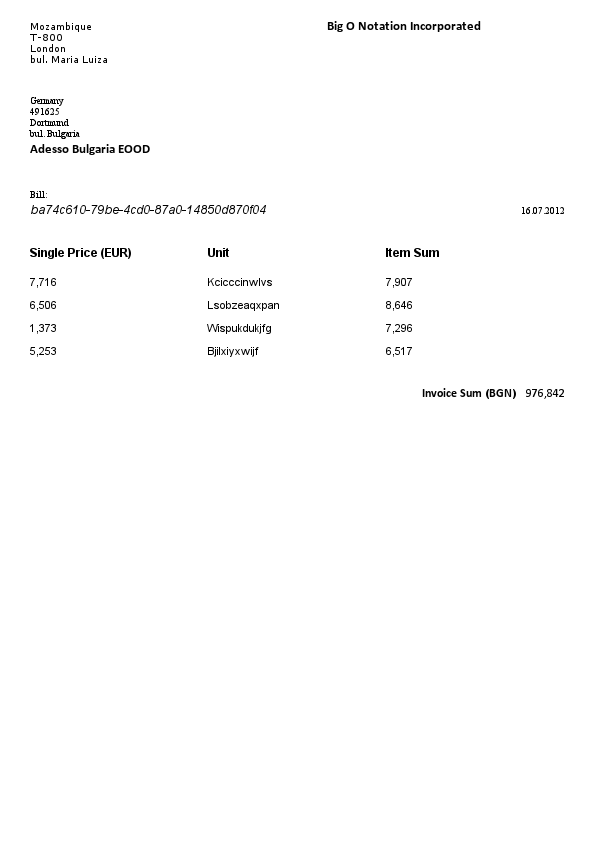 Mozambique
T-800
London
bul. Maria Luiza
Big O Notation Incorporated
Germany
491625
Dortmund
bul. Bulgaria
Adesso Bulgaria EOOD
Bill:
ba74c610-79be-4cd0-87a0-14850d870f04
16.07.2012
Single Price (EUR) Unit Item Sum
7,716 Kcicccinwlvs 7,907
6,506 Lsobzeaqxpan 8,646
1,373 Wispukdukjfg 7,296
5,253 Bjilxiyxwijf 6,517
Invoice Sum (BGN) 976,842